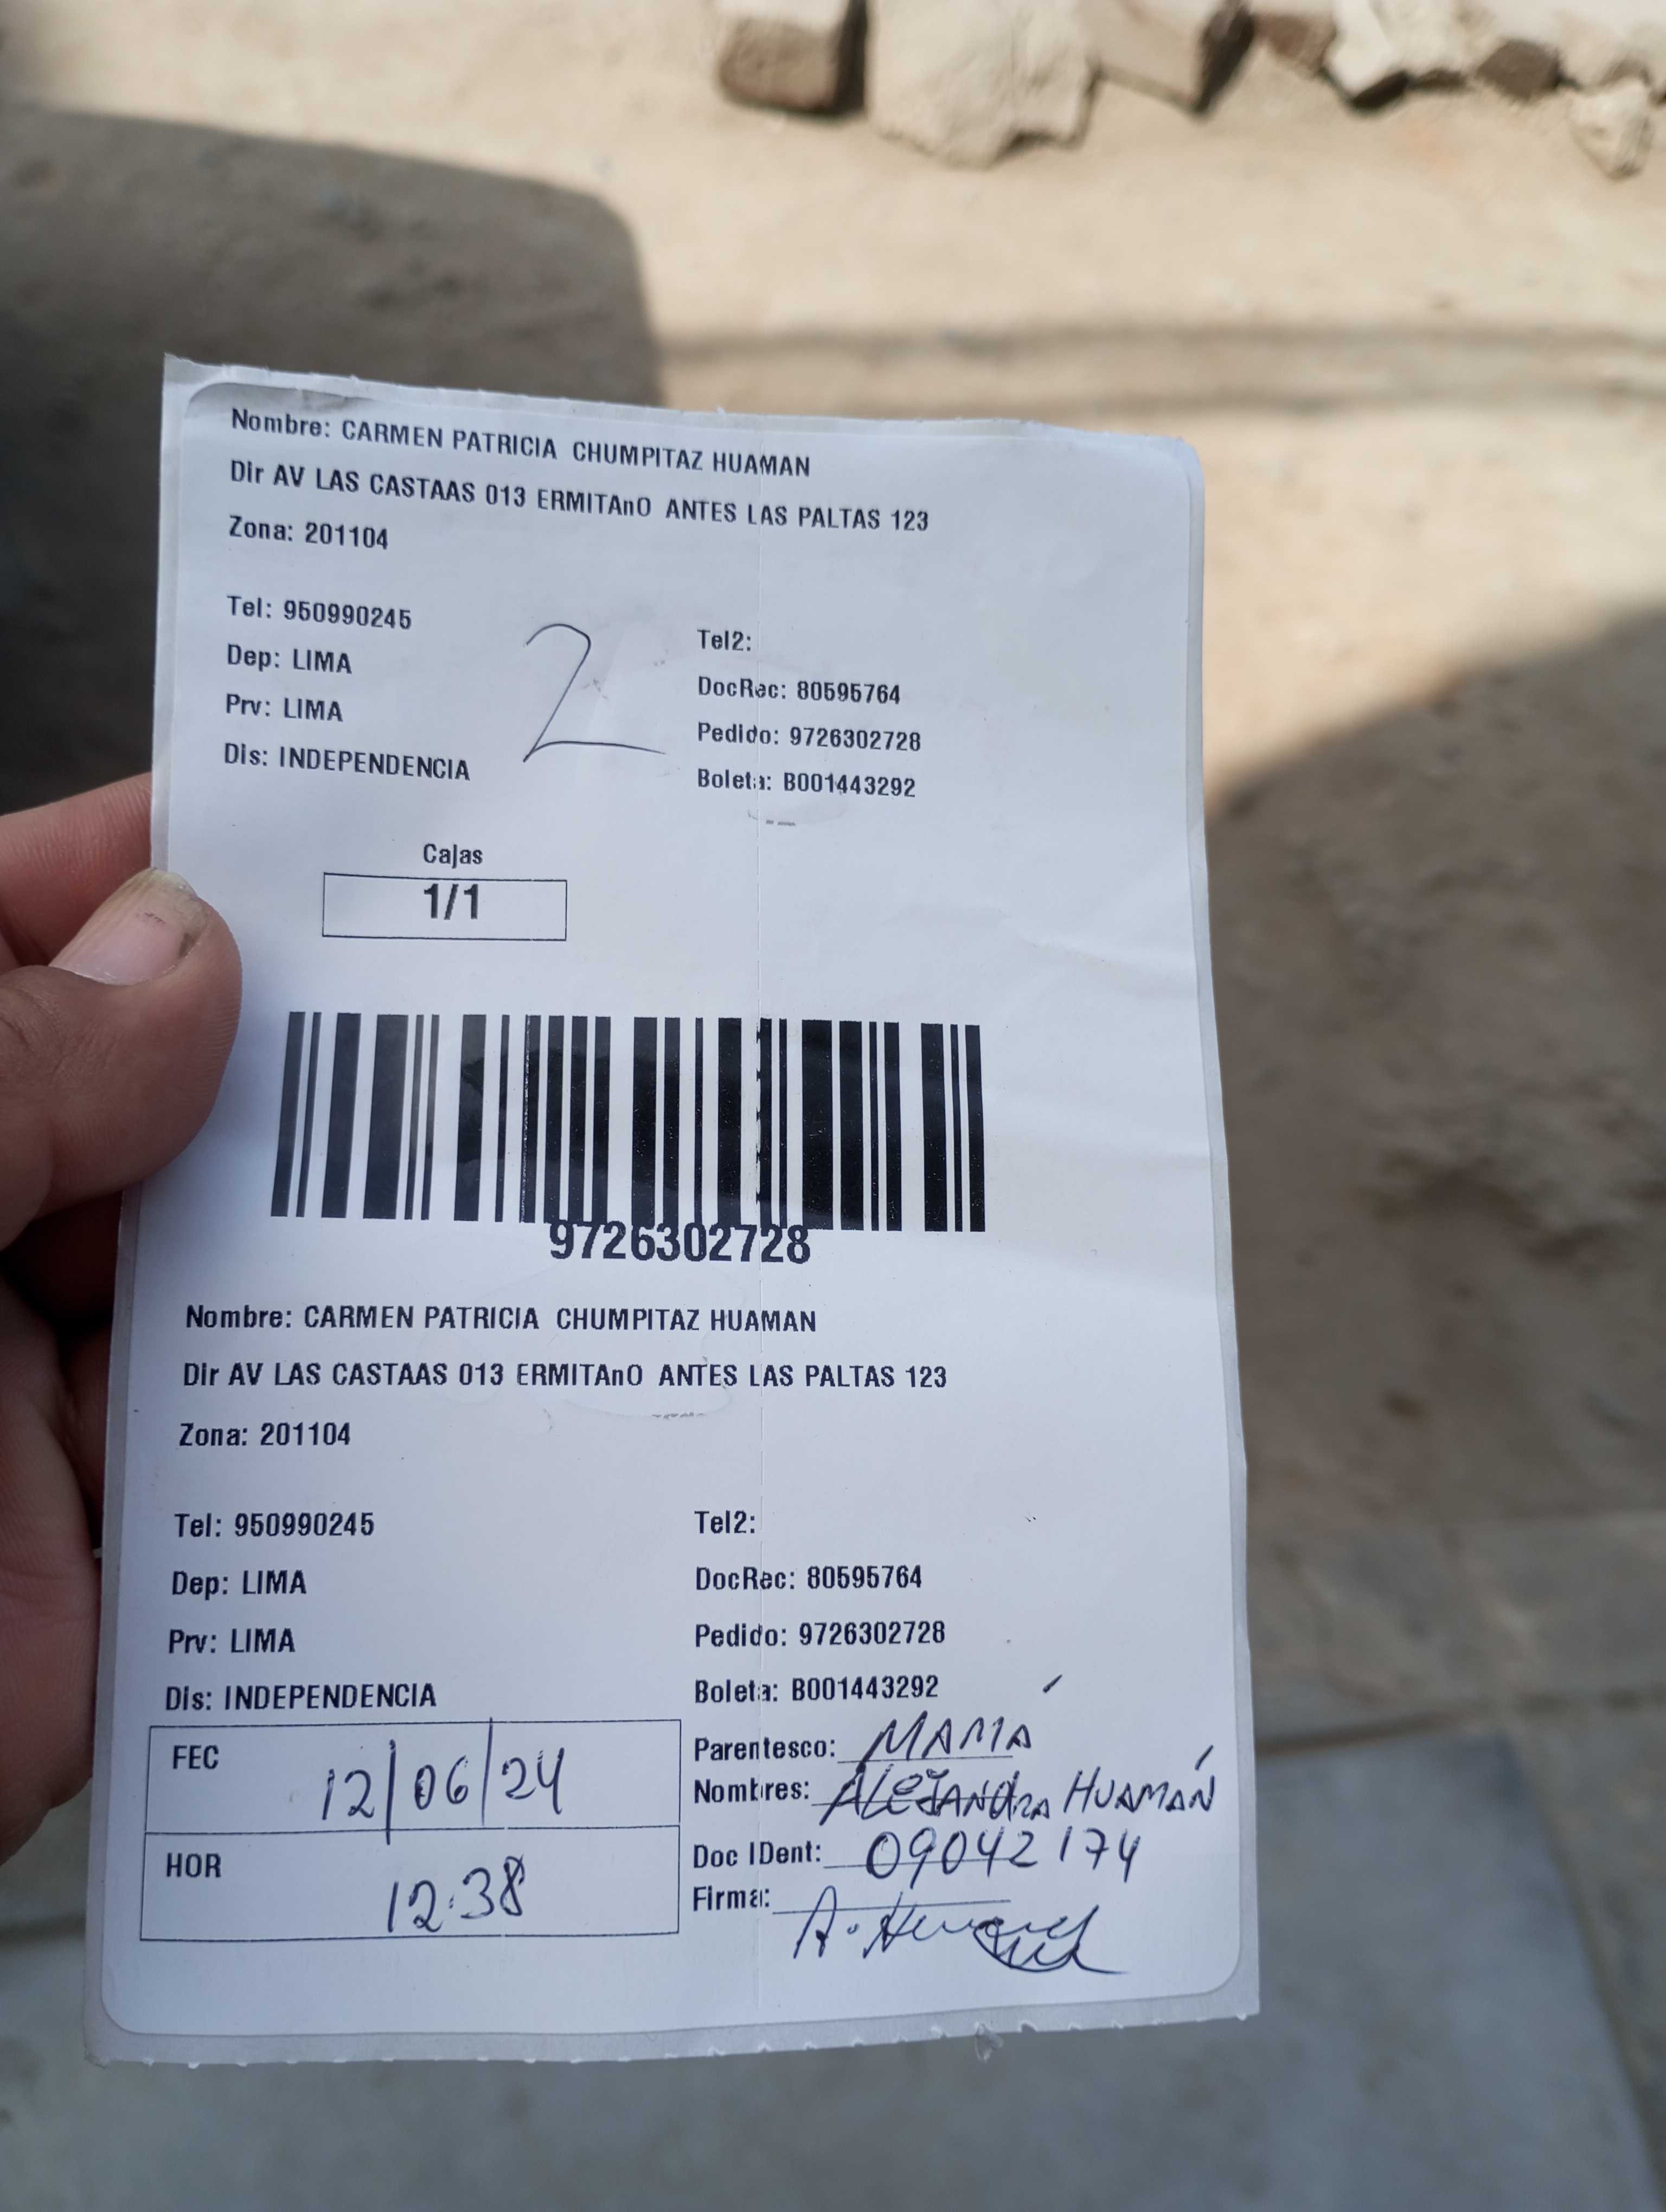 Nombre: CARMEN PATRICIA CHUMPITAZ HUAMAN
Dir AV LAS CASTAAS 013 ERMITAnO ANTES LAS PALTAS 123
Zona: 201104
Tel: 950990245
Tel2:
Dep: LIMA
DocRec: 80595764
Prv: LIMA
Pedido: 9726302728
Dis: INDEPENDENCIA
Boleta: B001443292
2
Cajas
1/1
9726302728
Nombre: CARMEN PATRICIA CHUMPITAZ HUAMAN
Dir AV LAS CASTAAS 013 ERMITAnO ANTES LAS PALTAS 123
Zona: 201104
Tel: 950990245
Tel2:
Dep: LIMA
DocRec: 80595764
Prv: LIMA
Pedido: 9726302728
Dis: INDEPENDENCIA
Boleta: B001443292
FEC 12/06/24
Parentesco: MAMA
Nombres: ALEJANdRA HUAMÁN
HOR 12:38
Doc IDent: 09042174
Firma: A.